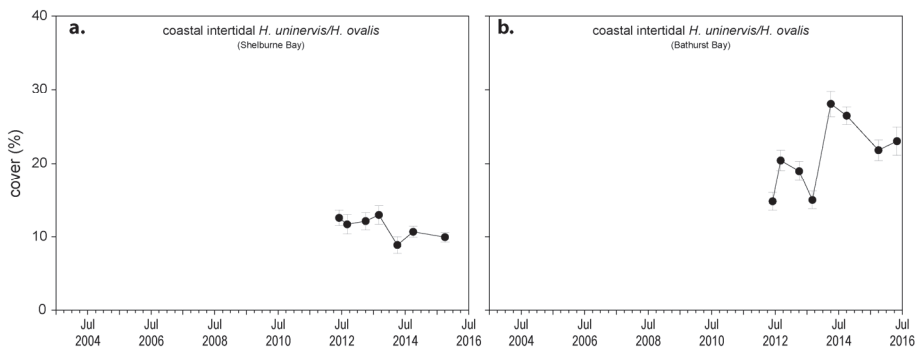 a.
coastal intertidal H. uninervis/H. ovalis
(Shelburne Bay)
b.
coastal intertidal H. uninervis/H. ovalis
(Bathurst Bay)
cover (%)
40
30
20
10
0
Jul Jul Jul Jul Jul Jul Jul
2004 2006 2008 2010 2012 2014 2016
Jul Jul Jul Jul Jul Jul Jul
2004 2006 2008 2010 2012 2014 2016